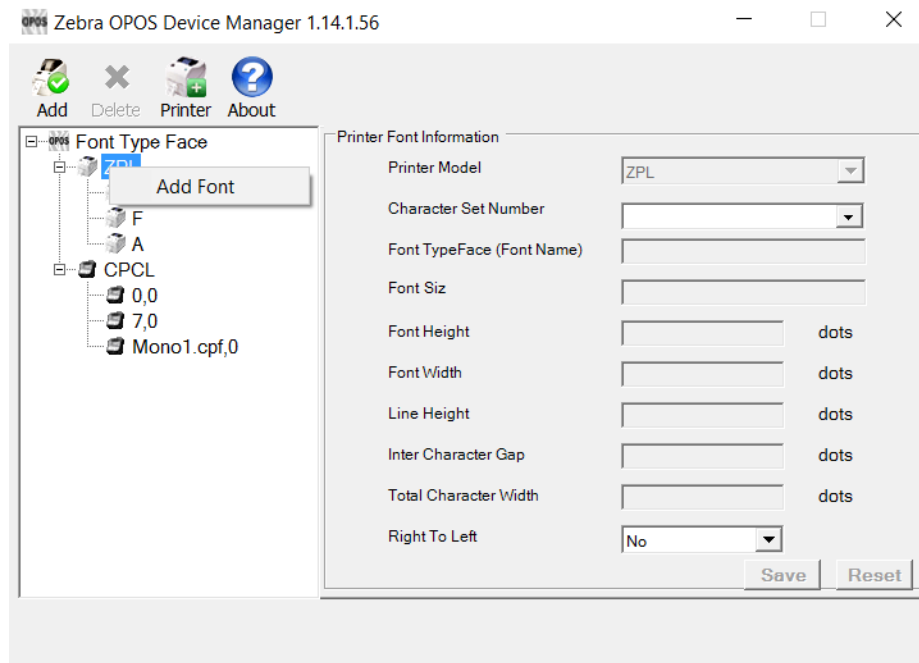 OPOS Zebra OPOS Device Manager 1.14.1.56
Add Delete Printer About
OPOS Font Type Face
ZPL
Add Font
F
A
CPCL
0,0
7,0
Mono1.cpf,0
Printer Font Information
Printer Model ZPL
Character Set Number
Font TypeFace (Font Name)
Font Siz
Font Height dots
Font Width dots
Line Height dots
Inter Character Gap dots
Total Character Width dots
Right To Left No
Save Reset